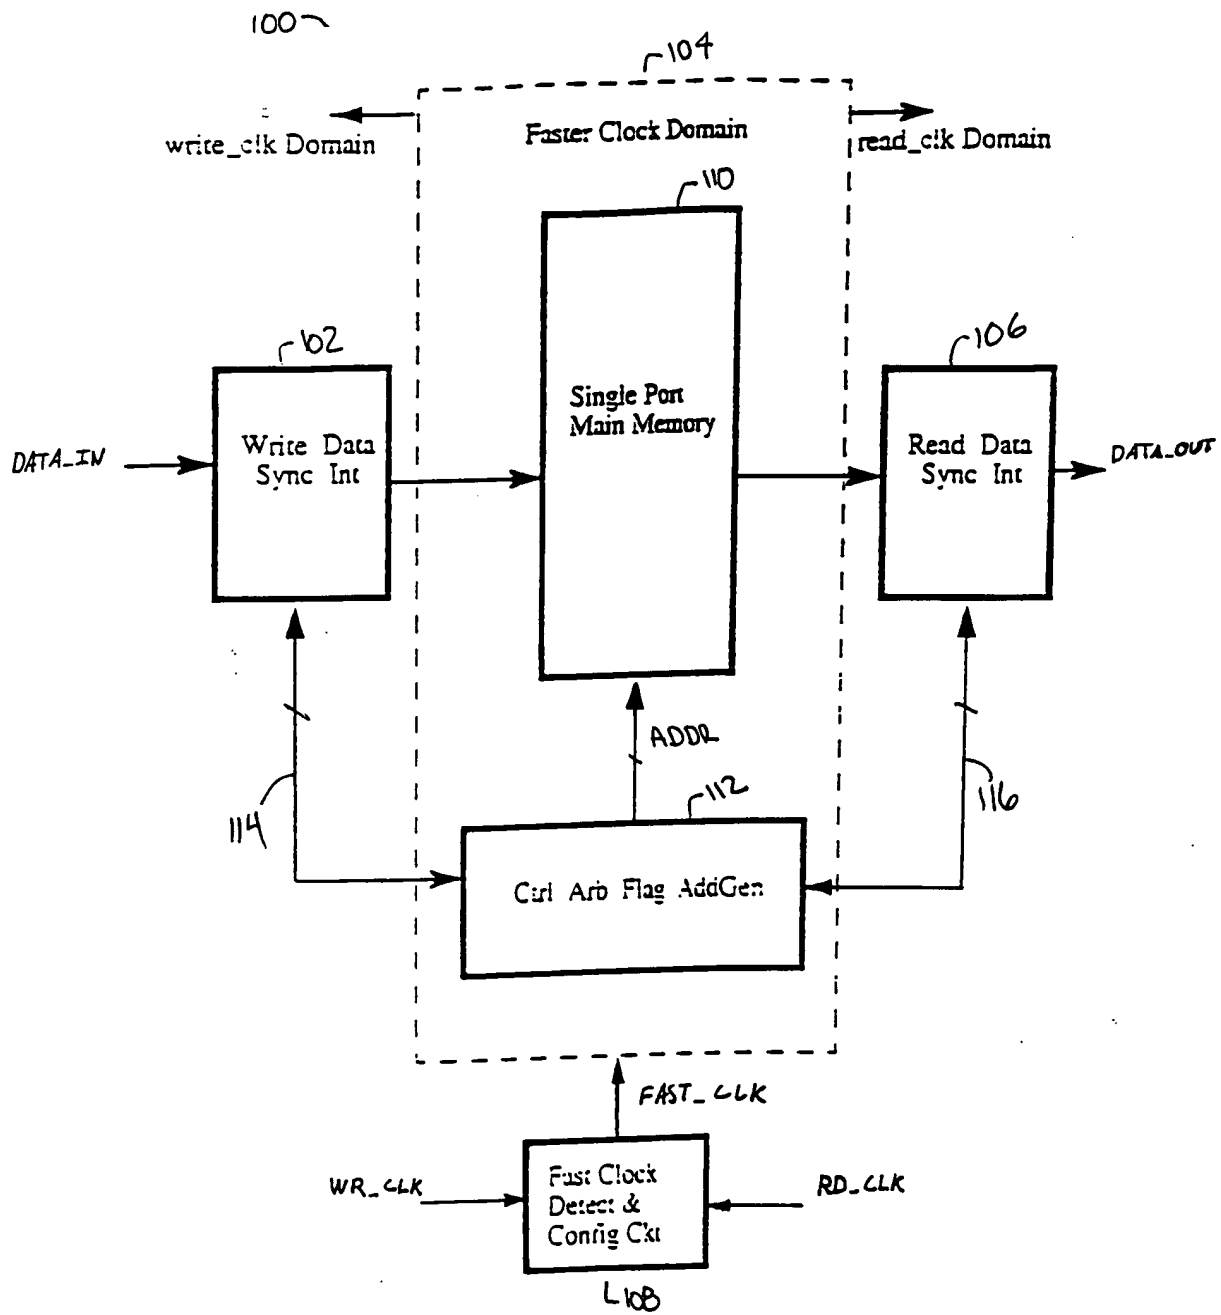 100
104
write_clk Domain
Faster Clock Domain
read_clk Domain
110
102
106
Single Port
Main Memory
Write Data
Sync Int
Read Data
Sync Int
DATA_IN
DATA_OUT
ADDR
112
114
116
Ctrl Arb Flag AddGen
FAST_CLK
WR_CLK
Fast Clock
Detect &
Config Ckt
RD_CLK
108